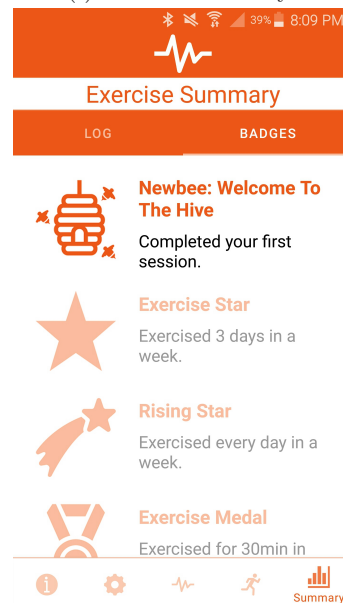 39% 8:09 PM
Exercise Summary
LOG BADGES
Newbee: Welcome To
The Hive
Completed your first
session.
Exercise Star
Exercised 3 days in a
week.
Rising Star
Exercised every day in a
week.
Exercise Medal
Exercised for 30min in
Summary